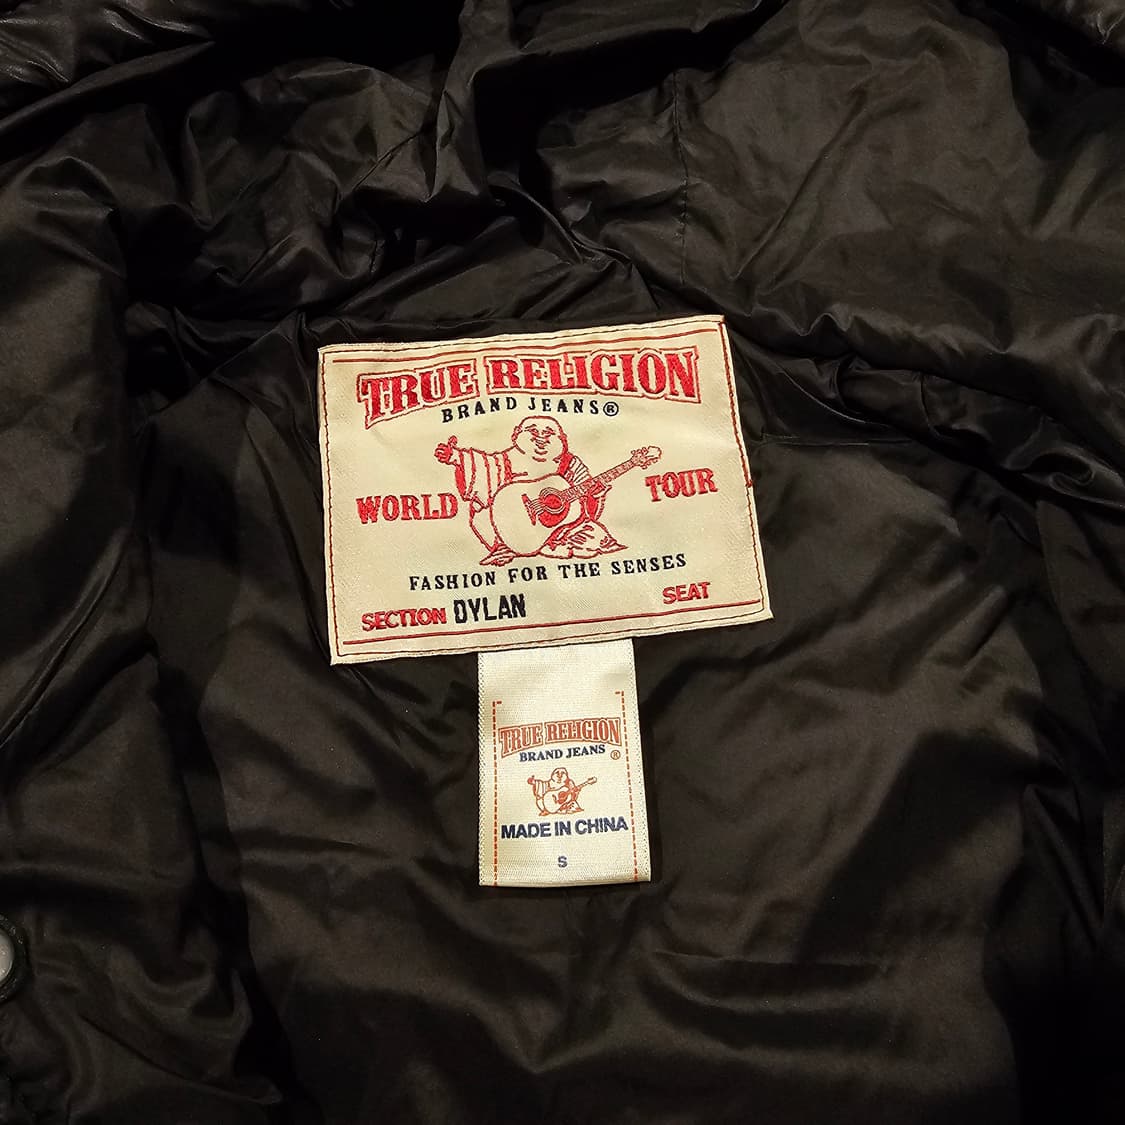 TRUE RELIGION
BRAND JEANS®
WORLD TOUR
FASHION FOR THE SENSES
SECTION DYLAN SEAT
TRUE RELIGION
BRAND JEANS ®
MADE IN CHINA
S